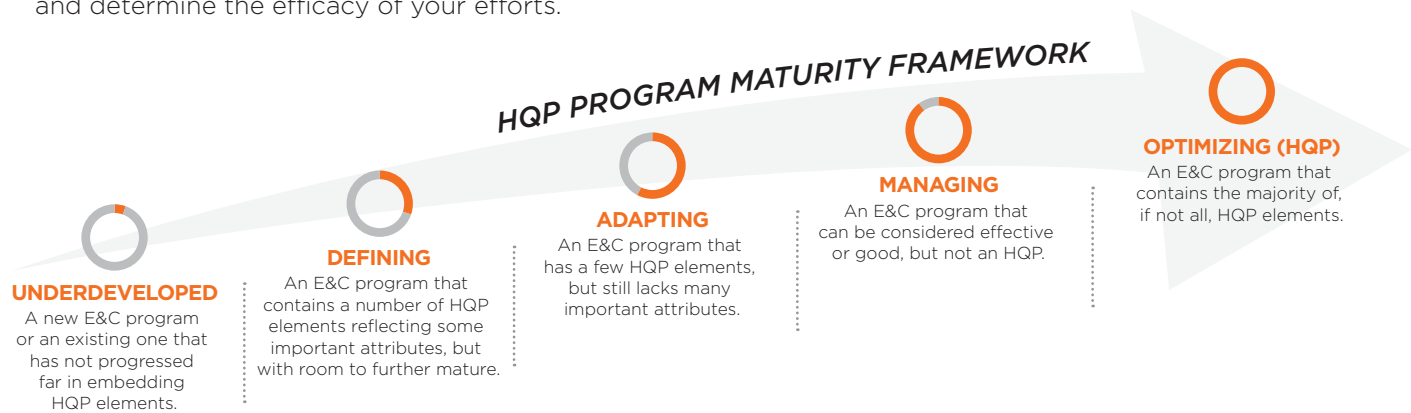 and determine the efficacy of your efforts.
HQP PROGRAM MATURITY FRAMEWORK
UNDERDEVELOPED
A new E&C program
or an existing one that
has not progressed
far in embedding
HQP elements.
DEFINING
An E&C program that
contains a number of HQP
elements reflecting some
important attributes, but
with room to further mature.
ADAPTING
An E&C program that
has a few HQP elements,
but still lacks many
important attributes.
MANAGING
An E&C program that
can be considered effective
or good, but not an HQP.
OPTIMIZING (HQP)
An E&C program that
contains the majority of,
if not all, HQP elements.